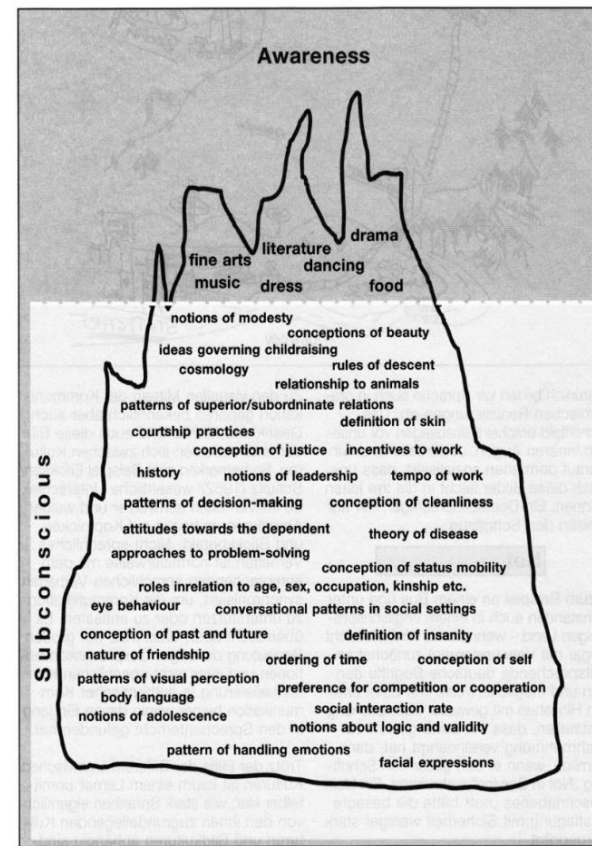 Awareness
drama
literature
fine arts
dancing
music dress food
notions of modesty
conceptions of beauty
ideas governing childraising
cosmology rules of descent
relationship to animals
patterns of superior/subordinate relations
definition of skin
courtship practices
conception of justice incentives to work
history notions of leadership tempo of work
of decision-making conception of cleanliness
attitudes towards the dependent
theory of disease
approaches to problem-solving
conception of status mobility
roles inrelation to age, sex, occupation, kinship etc.
eye behaviour conversational patterns in social settings
conception of past and future definition of insanity
nature of friendship ordering of time conception of self
patterns of visual perception
preference for competition or cooperation
body language
social interaction rate
notions of adolescence
notions about logic and validity
pattern of handling emotions
facial expressions
Subconssiou